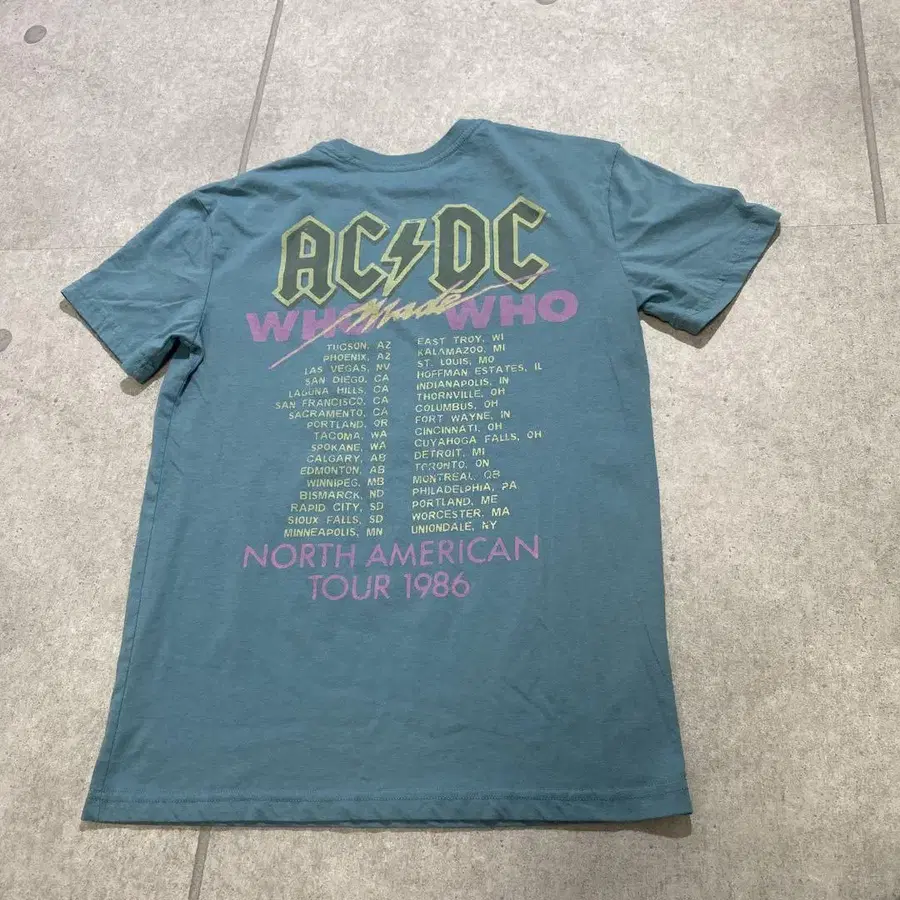 AC⚡DC
WHO Made WHO
TUCSON, AZ
PHOENIX, AZ
LAS VEGAS, NV
SAN DIEGO, CA
LAGUNA HILLS, CA
SAN FRANCISCO, CA
SACRAMENTO, CA
PORTLAND, OR
TACOMA, WA
SPOKANE, WA
CALGARY, AB
EDMONTON, AB
WINNIPEG, MB
BISMARCK, ND
RAPID CITY, SD
SIOUX FALLS, SD
MINNEAPOLIS, MN
EAST TROY, WI
KALAMAZOO, MI
ST. LOUIS, MO
HOFFMAN ESTATES, IL
INDIANAPOLIS, IN
THORNVILLE, OH
COLUMBUS, OH
FORT WAYNE, IN
CINCINNATI, OH
CUYAHOGA FALLS, OH
DETROIT, MI
TORONTO, ON
MONTREAL, QB
PHILADELPHIA, PA
PORTLAND, ME
WORCESTER, MA
UNIONDALE, NY
NORTH AMERICAN
TOUR 1986